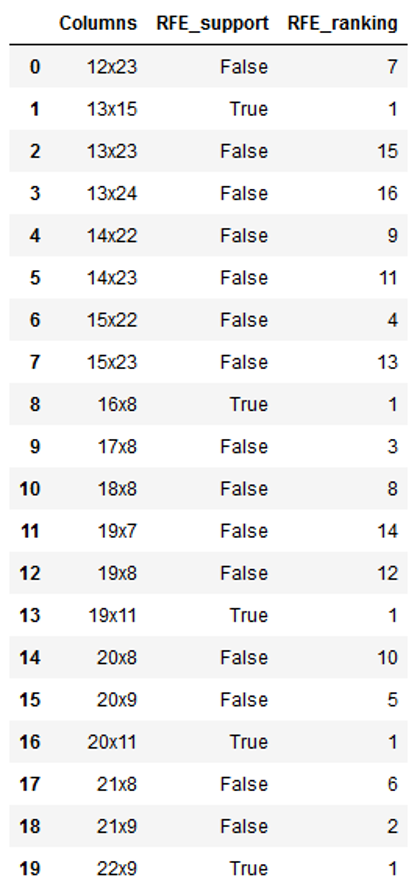 Columns RFE_support RFE_ranking
0 12x23 False 7
1 13x15 True 1
2 13x23 False 15
3 13x24 False 16
4 14x22 False 9
5 14x23 False 11
6 15x22 False 4
7 15x23 False 13
8 16x8 True 1
9 17x8 False 3
10 18x8 False 8
11 19x7 False 14
12 19x8 False 12
13 19x11 True 1
14 20x8 False 10
15 20x9 False 5
16 20x11 True 1
17 21x8 False 6
18 21x9 False 2
19 22x9 True 1